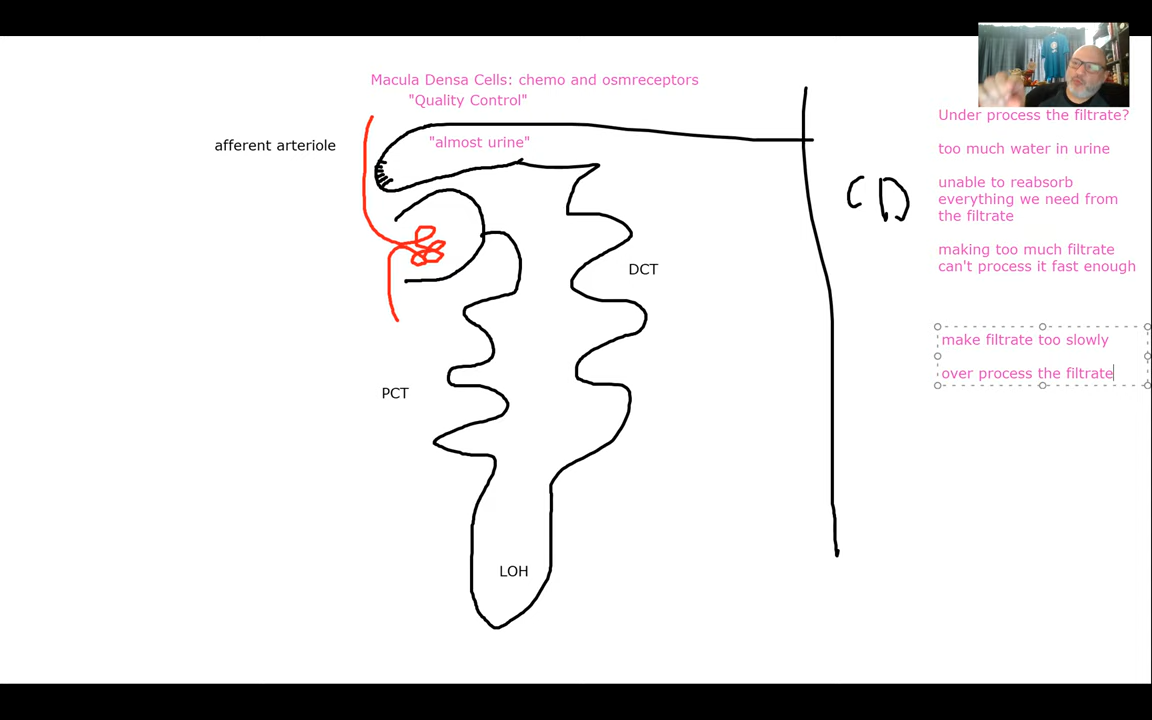 Macula Densa Cells: chemo and osmreceptors
"Quality Control"
afferent arteriole
"almost urine"
Under process the filtrate?
too much water in urine
unable to reabsorb
everything we need from
the filtrate
making too much filtrate
can't process it fast enough
CD
DCT
make filtrate too slowly
over process the filtrate
PCT
LOH